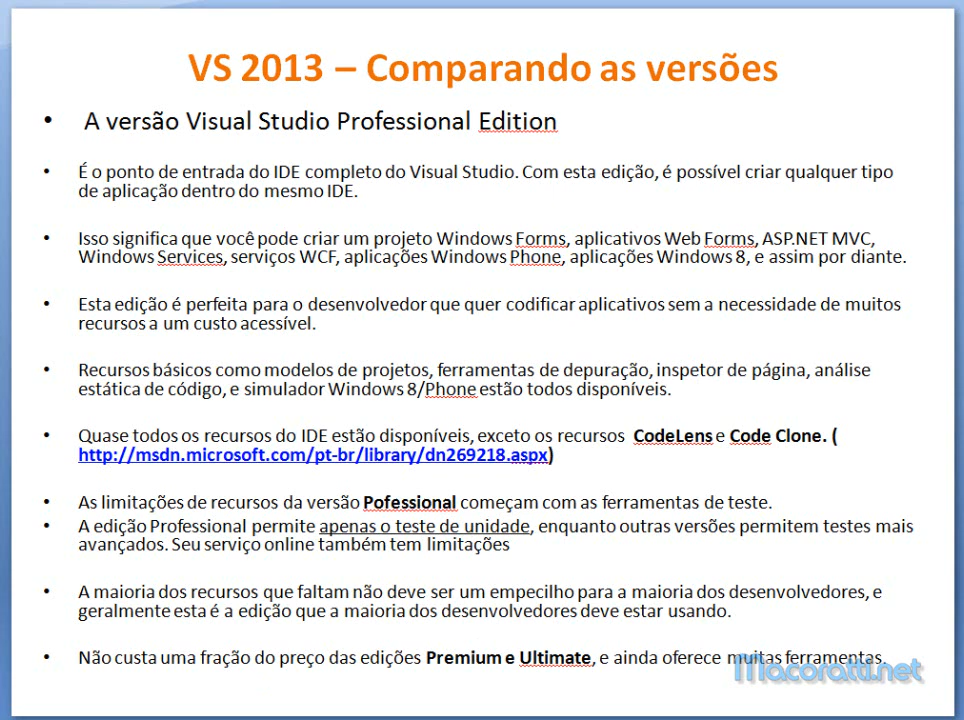 VS 2013 – Comparando as versões
• A versão Visual Studio Professional Edition
• É o ponto de entrada do IDE completo do Visual Studio. Com esta edição, é possível criar qualquer tipo
de aplicação dentro do mesmo IDE.
• Isso significa que você pode criar um projeto Windows Forms, aplicativos Web Forms, ASP.NET MVC,
Windows Services, serviços WCF, aplicações Windows Phone, aplicações Windows 8, e assim por diante.
• Esta edição é perfeita para o desenvolvedor que quer codificar aplicativos sem a necessidade de muitos
recursos a um custo acessível.
• Recursos básicos como modelos de projetos, ferramentas de depuração, inspetor de página, análise
estática de código, e simulador Windows 8/Phone estão todos disponíveis.
• Quase todos os recursos do IDE estão disponíveis, exceto os recursos CodeLens e Code Clone. (
http://msdn.microsoft.com/pt-br/library/dn269218.aspx)
• As limitações de recursos da versão Pofessional começam com as ferramentas de teste.
• A edição Professional permite apenas o teste de unidade, enquanto outras versões permitem testes mais
avançados. Seu serviço online também tem limitações
• A maioria dos recursos que faltam não deve ser um empecilho para a maioria dos desenvolvedores, e
geralmente esta é a edição que a maioria dos desenvolvedores deve estar usando.
• Não custa uma fração do preço das edições Premium e Ultimate, e ainda oferece muitas ferramentas.
Macoratti.net